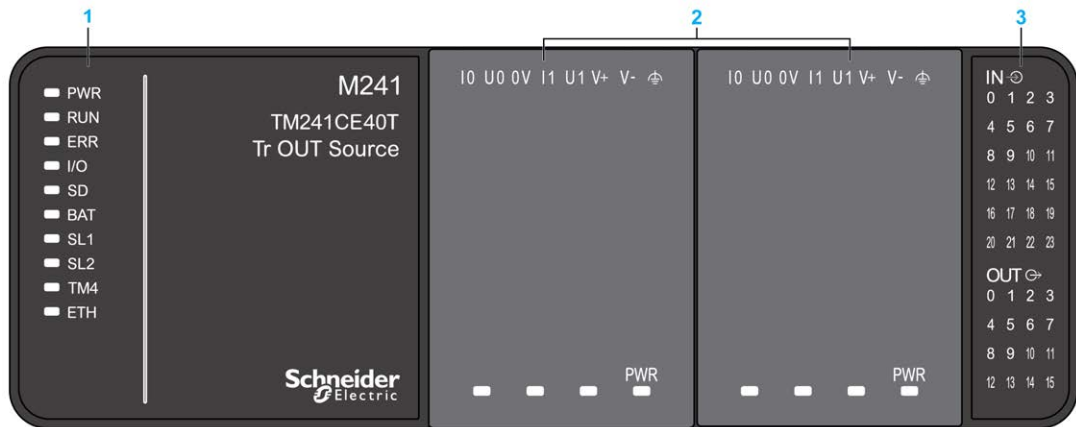 1
2
3
PWR
RUN
ERR
I/O
SD
BAT
SL1
SL2
TM4
ETH
M241
TM241CE40T
Tr OUT Source
Schneider
Electric
I0 U0 0V I1 U1 V+ V-
PWR
I0 U0 0V I1 U1 V+ V-
PWR
IN
0 1 2 3
4 5 6 7
8 9 10 11
12 13 14 15
16 17 18 19
20 21 22 23
OUT
0 1 2 3
4 5 6 7
8 9 10 11
12 13 14 15